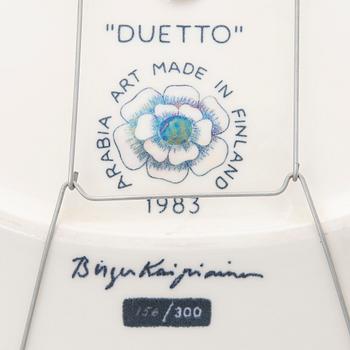 "DUETTO"
ARABIA ART MADE IN FINLAND
1983
Birger Kaipiainen
156/300